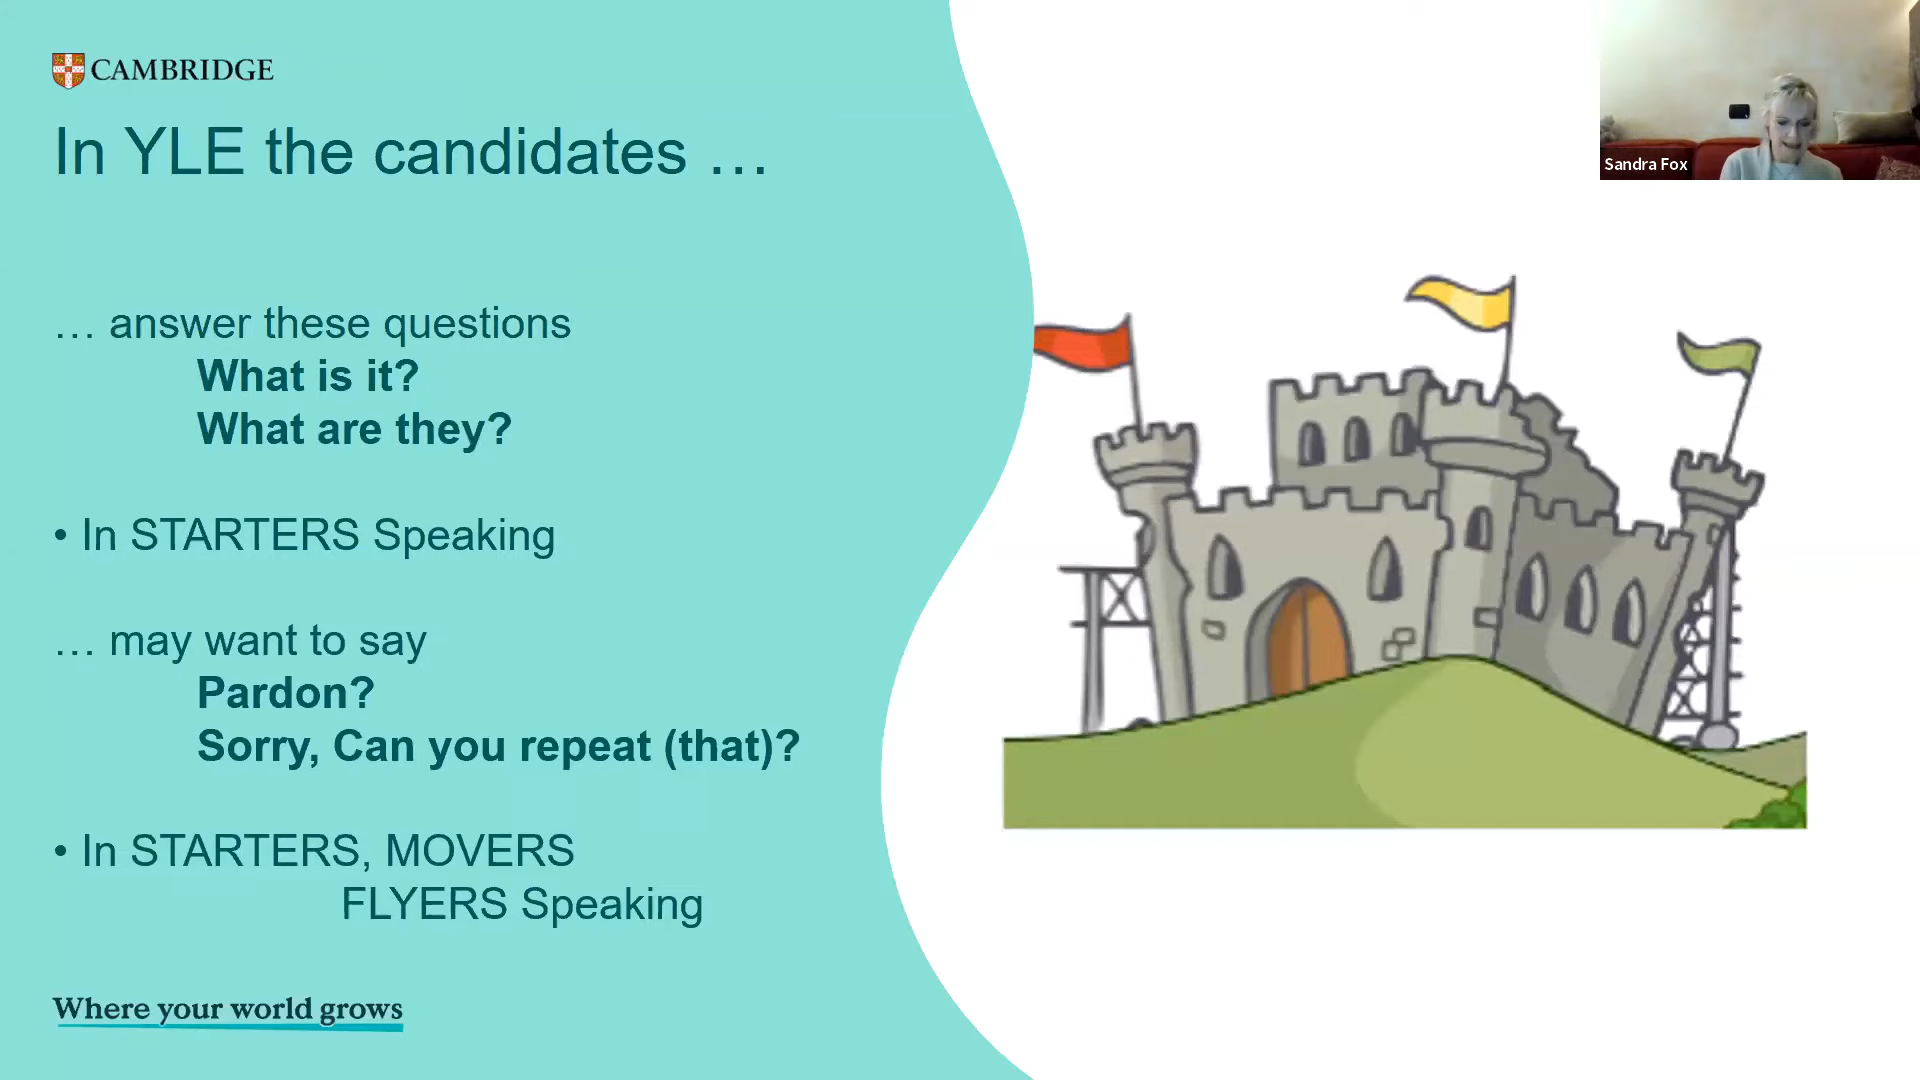 CAMBRIDGE
In YLE the candidates …
… answer these questions
What is it?
What are they?
• In STARTERS Speaking
… may want to say
Pardon?
Sorry, Can you repeat (that)?
• In STARTERS, MOVERS
FLYERS Speaking
Where your world grows
Sandra Fox